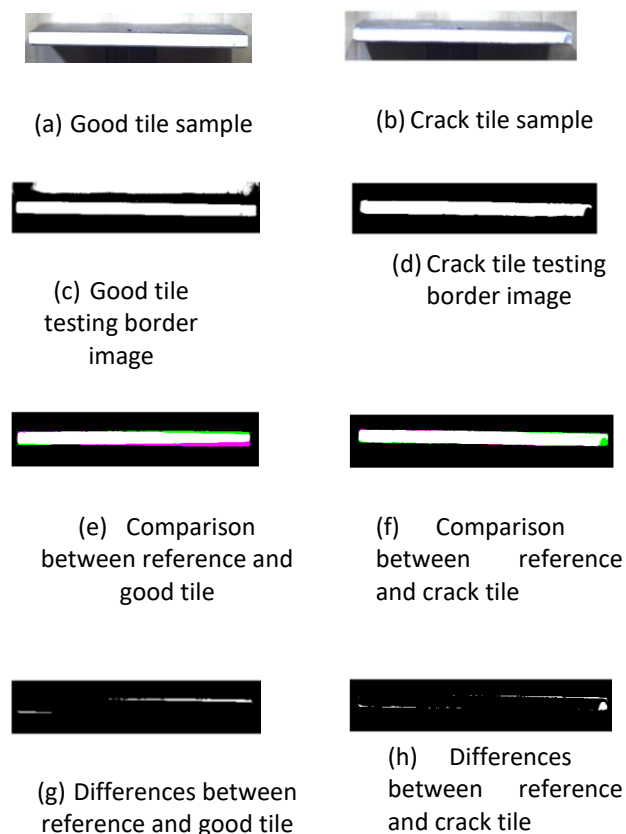 (a) Good tile sample
(b) Crack tile sample
(c) Good tile
testing border
image
(d) Crack tile testing
border image
(e) Comparison
between reference and
good tile
(f) Comparison
between reference
and crack tile
(g) Differences between
reference and good tile
(h) Differences
between reference
and crack tile